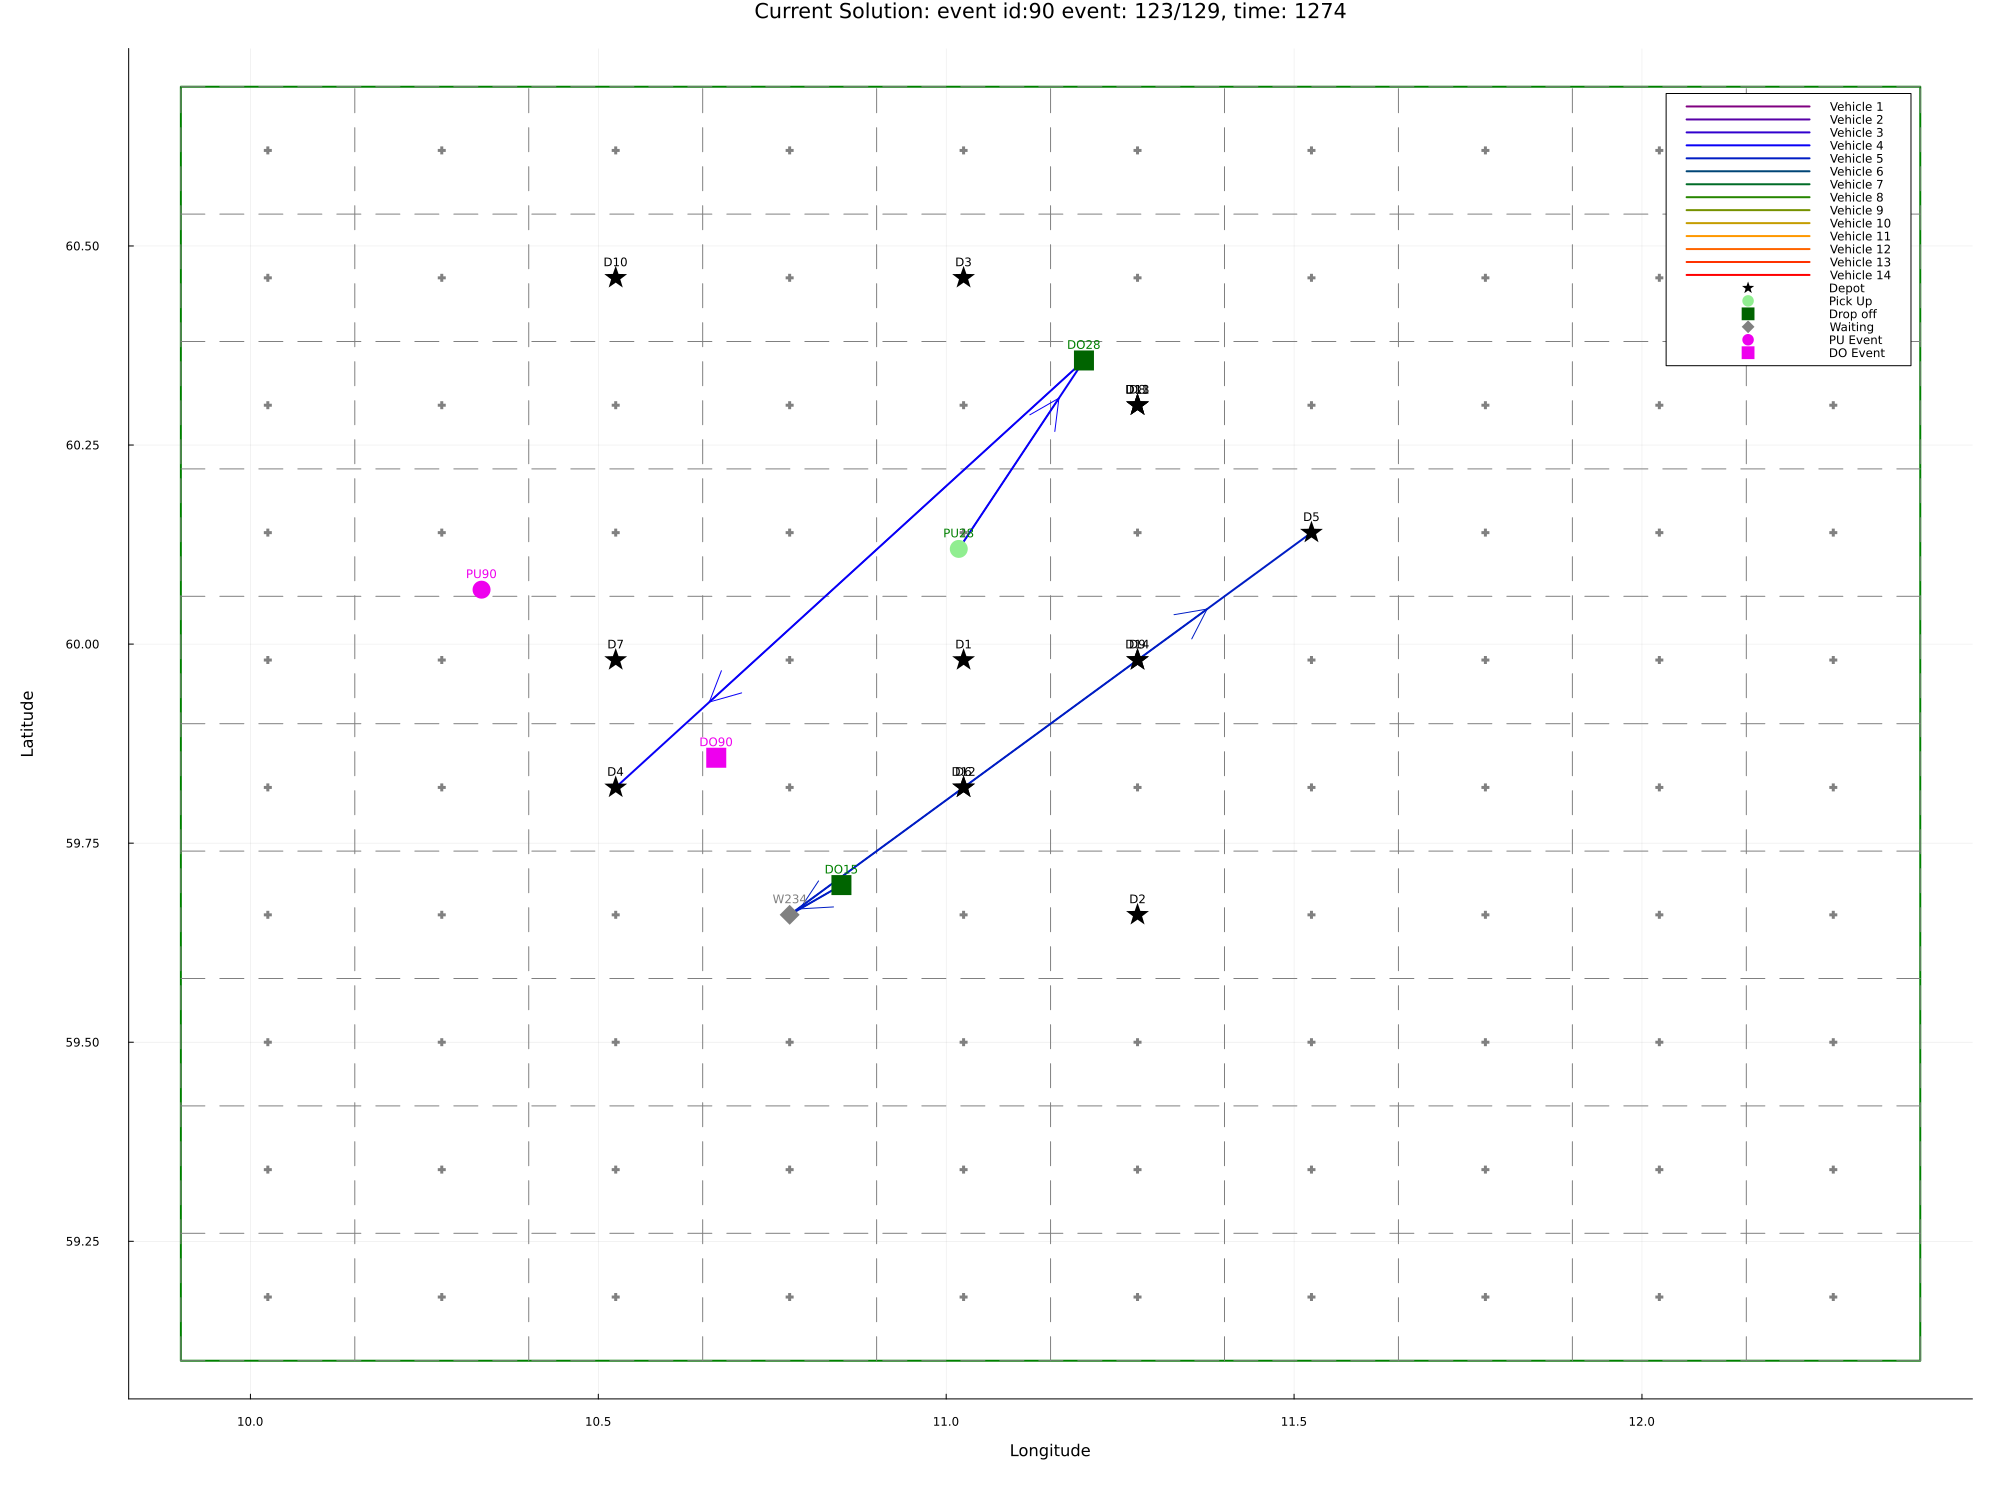 Current Solution: event id:90 event: 123/129, time: 1274
Vehicle 1
Vehicle 2
Vehicle 3
Vehicle 4
Vehicle 5
Vehicle 6
Vehicle 7
Vehicle 8
Vehicle 9
Vehicle 10
Vehicle 11
Vehicle 12
Vehicle 13
Vehicle 14
Depot
Pick Up
Drop off
Waiting
PU Event
DO Event
60.50
D10
D3
DO28
60.25
D5
PU28
PU90
60.00
D7
D1
DO90
D4
59.75
DO15
W234
D2
59.50
59.25
10.0
10.5
11.0
11.5
12.0
Longitude
Latitude